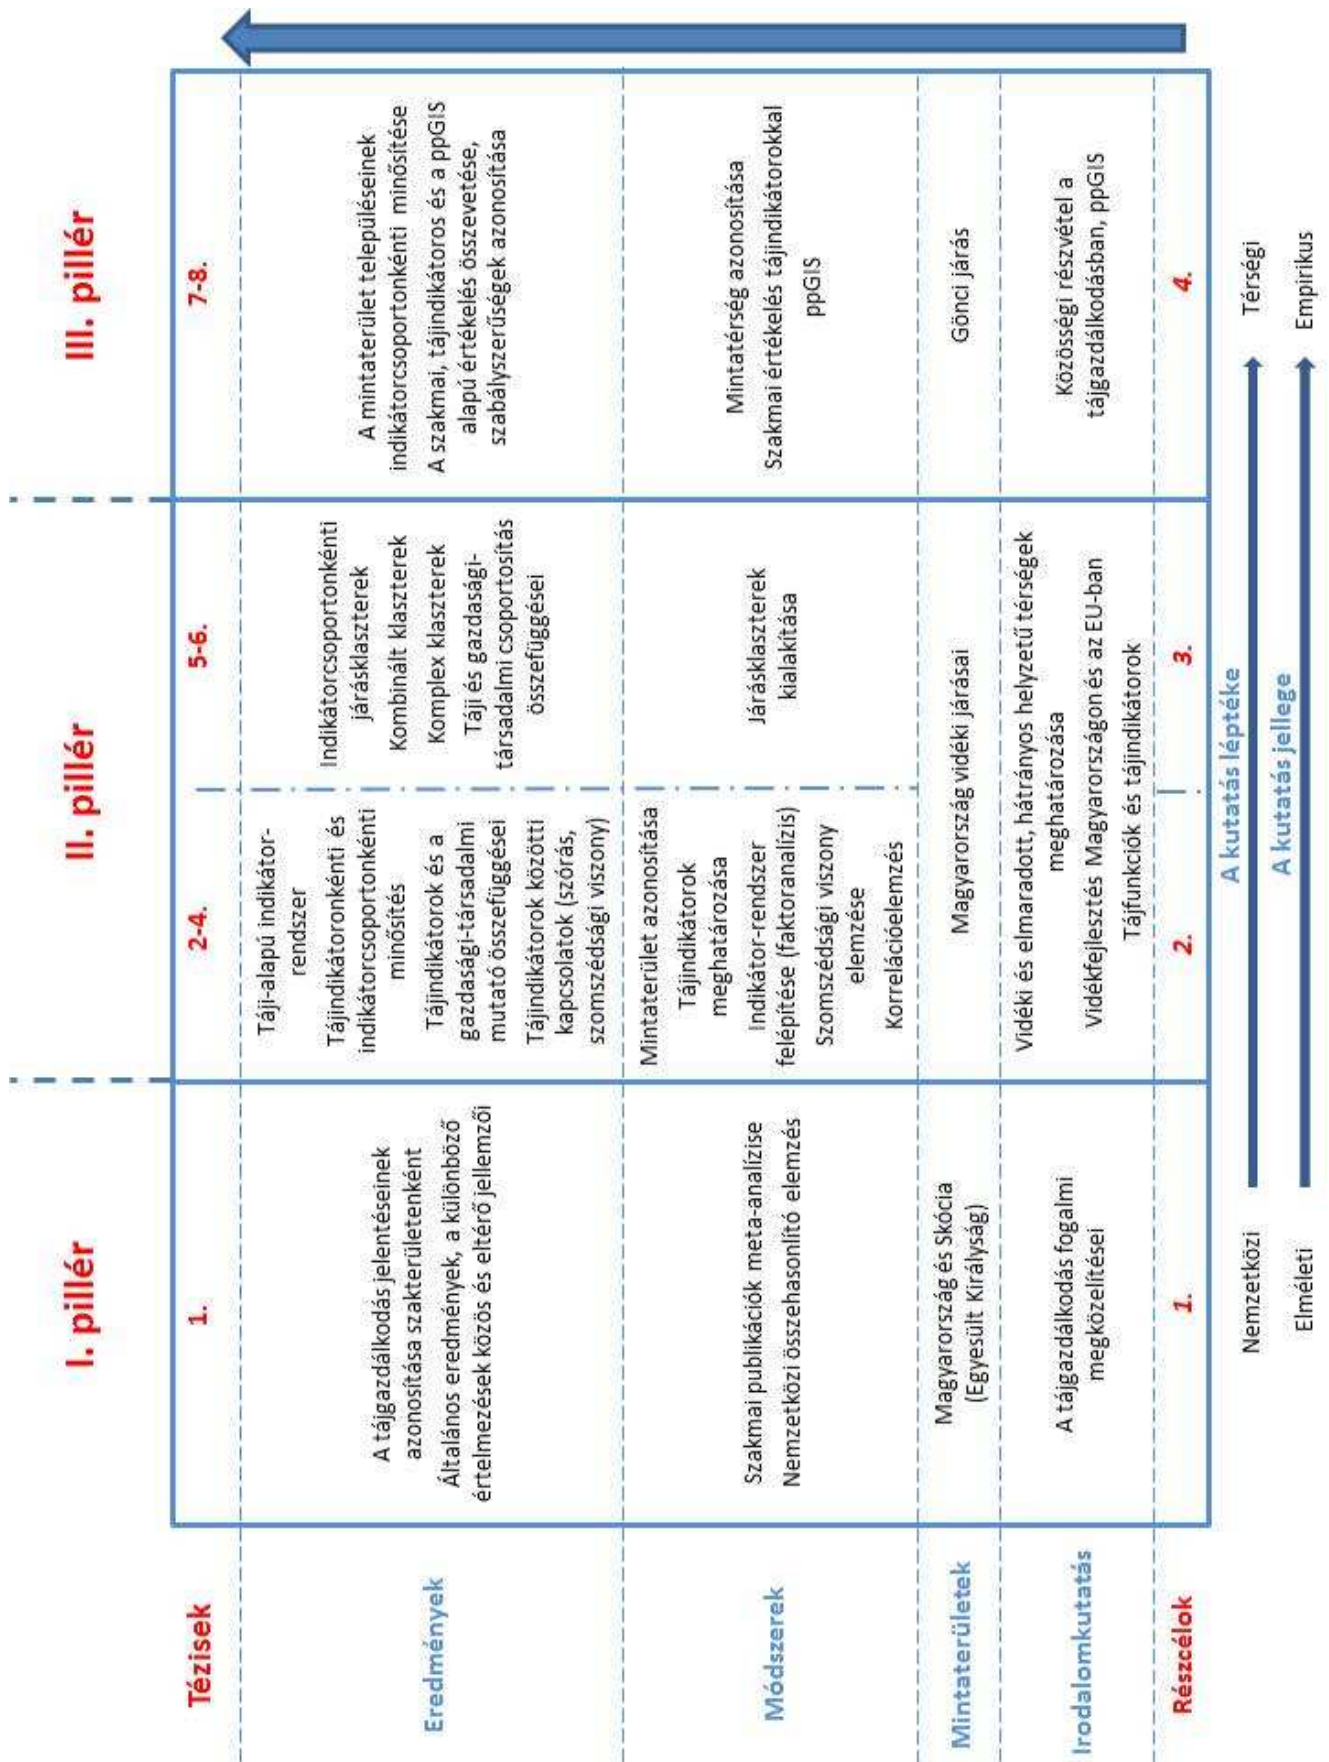 I. pillér
II. pillér
III. pillér
Tézisek
1.
2-4.
5-6.
7-8.
Eredmények
A tájgazdálkodás jelentéseinek
azonosítása szakterületenként
Általános eredmények, a különböző
értelmezések közös és eltérő jellemzői
Táji-alapú indikátor-
rendszer
Tájindikátoronkénti és
indikátorcsoportonkénti
minősítés
Tájindikátorok és a
gazdasági-társadalmi
mutató összefüggései
Tájindikátorok közötti
kapcsolatok (szórás,
szomszédsági viszony)
Indikátorcsoportonkénti
járásklaszterek
Kombinált klaszterek
Komplex klaszterek
Táji és gazdasági-
társadalmi csoportosítás
összefüggései
A mintaterület településeinek
indikátorcsoportonkénti minősítése
A szakmai, tájindikátoros és a ppGIS
alapú értékelés összevetése,
szabályszerűségek azonosítása
Módszerek
Szakmai publikációk meta-analízise
Nemzetközi összehasonlító elemzés
Mintaterület azonosítása
Tájindikátorok
meghatározása
Indikátor-rendszer
felépítése (faktoranalízis)
Szomszédsági viszony
elemzése
Korrelációelemzés
Járásklaszterek
kialakítása
Mintatérség azonosítása
Szakmai értékelés tájindikátorokkal
ppGIS
Mintaterületek
Magyarország és Skócia
(Egyesült Királyság)
Magyarország vidéki járásai
Gönci járás
Irodalomkutatás
A tájgazdálkodás fogalmi
megközelítései
Vidéki és elmaradott, hátrányos helyzetű térségek
meghatározása
Vidékfejlesztés Magyarországon és az EU-ban
Tájfunkciók és tájindikátorok
Közösségi részvétel a
tájgazdálkodásban, ppGIS
Részcélok
1.
2.
3.
4.
A kutatás léptéke
Nemzetközi
Térségi
A kutatás jellege
Elméleti
Empirikus